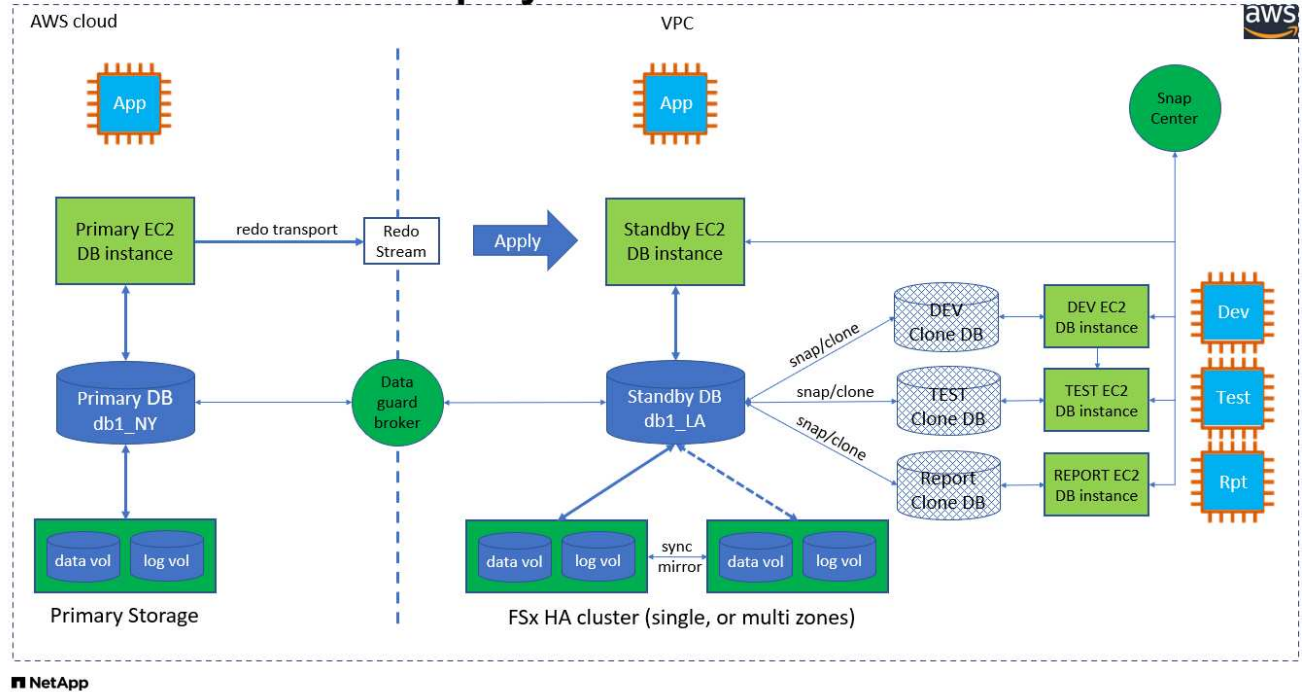 AWS cloud
VPC
aws
App
App
Snap
Center
Primary EC2
DB instance
redo transport
Redo
Stream
Apply
Standby EC2
DB instance
DEV
Clone DB
DEV EC2
DB instance
Dev
snap/clone
Primary DB
db1_NY
Data
guard
broker
Standby DB
db1_LA
snap/clone
TEST
Clone DB
TEST EC2
DB instance
Test
snap/clone
Report
Clone DB
REPORT EC2
DB instance
Rpt
data vol
log vol
data vol
log vol
sync
mirror
data vol
log vol
Primary Storage
FSx HA cluster (single, or multi zones)
NetApp